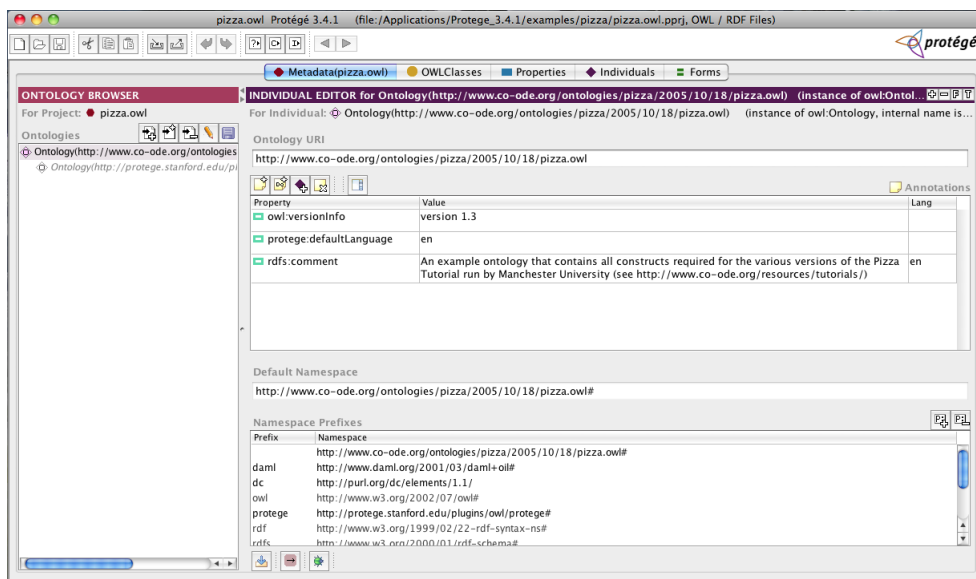 pizza.owl Protégé 3.4.1 (file:/Applications/Protege_3.4.1/examples/pizza/pizza.owl.pprj, OWL / RDF Files)
protégé
Metadata(pizza.owl) OWLClasses Properties Individuals Forms
ONTOLOGY BROWSER
For Project: pizza.owl
Ontologies
Ontology(http://www.co-ode.org/ontologies
Ontology(http://protege.stanford.edu/pl
INDIVIDUAL EDITOR for Ontology(http://www.co-ode.org/ontologies/pizza/2005/10/18/pizza.owl) (instance of owl:Ontol...
For Individual: Ontology(http://www.co-ode.org/ontologies/pizza/2005/10/18/pizza.owl) (instance of owl:Ontology, internal name is...
Ontology URI
http://www.co-ode.org/ontologies/pizza/2005/10/18/pizza.owl
Annotations
Property Value Lang
owl:versionInfo version 1.3
protege:defaultLanguage en
rdfs:comment An example ontology that contains all constructs required for the various versions of the Pizza en
Tutorial run by Manchester University (see http://www.co-ode.org/resources/tutorials/)
Default Namespace
http://www.co-ode.org/ontologies/pizza/2005/10/18/pizza.owl#
Namespace Prefixes
Prefix Namespace
http://www.co-ode.org/ontologies/pizza/2005/10/18/pizza.owl#
daml http://www.daml.org/2001/03/daml+oil#
dc http://purl.org/dc/elements/1.1/
owl http://www.w3.org/2002/07/owl#
protege http://protege.stanford.edu/plugins/owl/protege#
rdf http://www.w3.org/1999/02/22-rdf-syntax-ns#
rdfs http://www.w3.org/2000/01/rdf-schema#